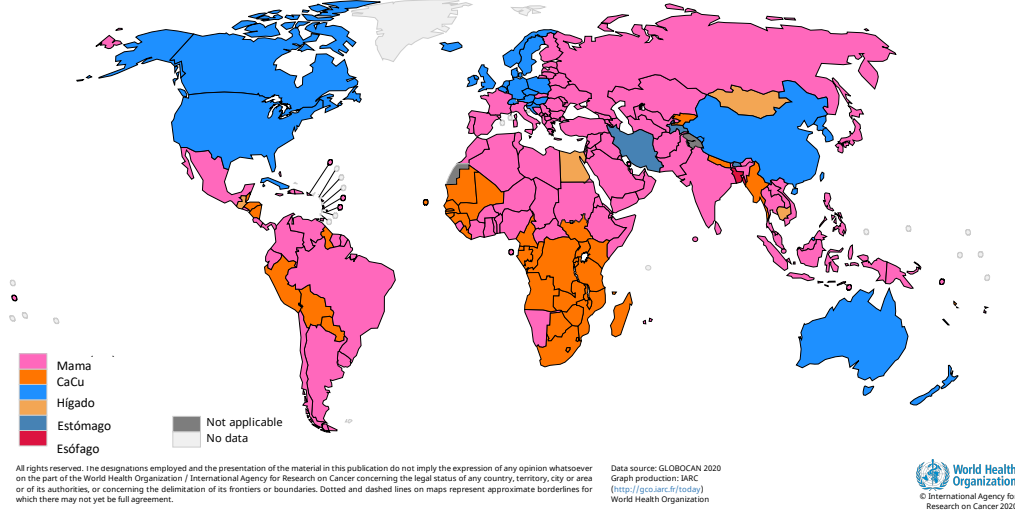 Mama
CaCu
Hígado
Estómago
Esófago
Not applicable
No data
All rights reserved. The designations employed and the presentation of the material in this publication do not imply the expression of any opinion whatsoever
on the part of the World Health Organization / International Agency for Research on Cancer concerning the legal status of any country, territory, city or area
or of its authorities, or concerning the delimitation of its frontiers or boundaries. Dotted and dashed lines on maps represent approximate borderlines for
which there may not yet be full agreement.
Data source: GLOBOCAN 2020
Graph production: IARC
(http://gco.iarc.fr/today)
World Health Organization
World Health
Organization
© International Agency for
Research on Cancer 2020